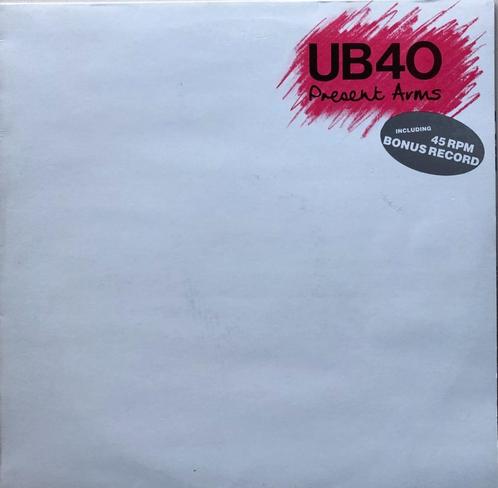 UB40
Present Arms
INCLUDING
45 RPM
BONUS RECORD